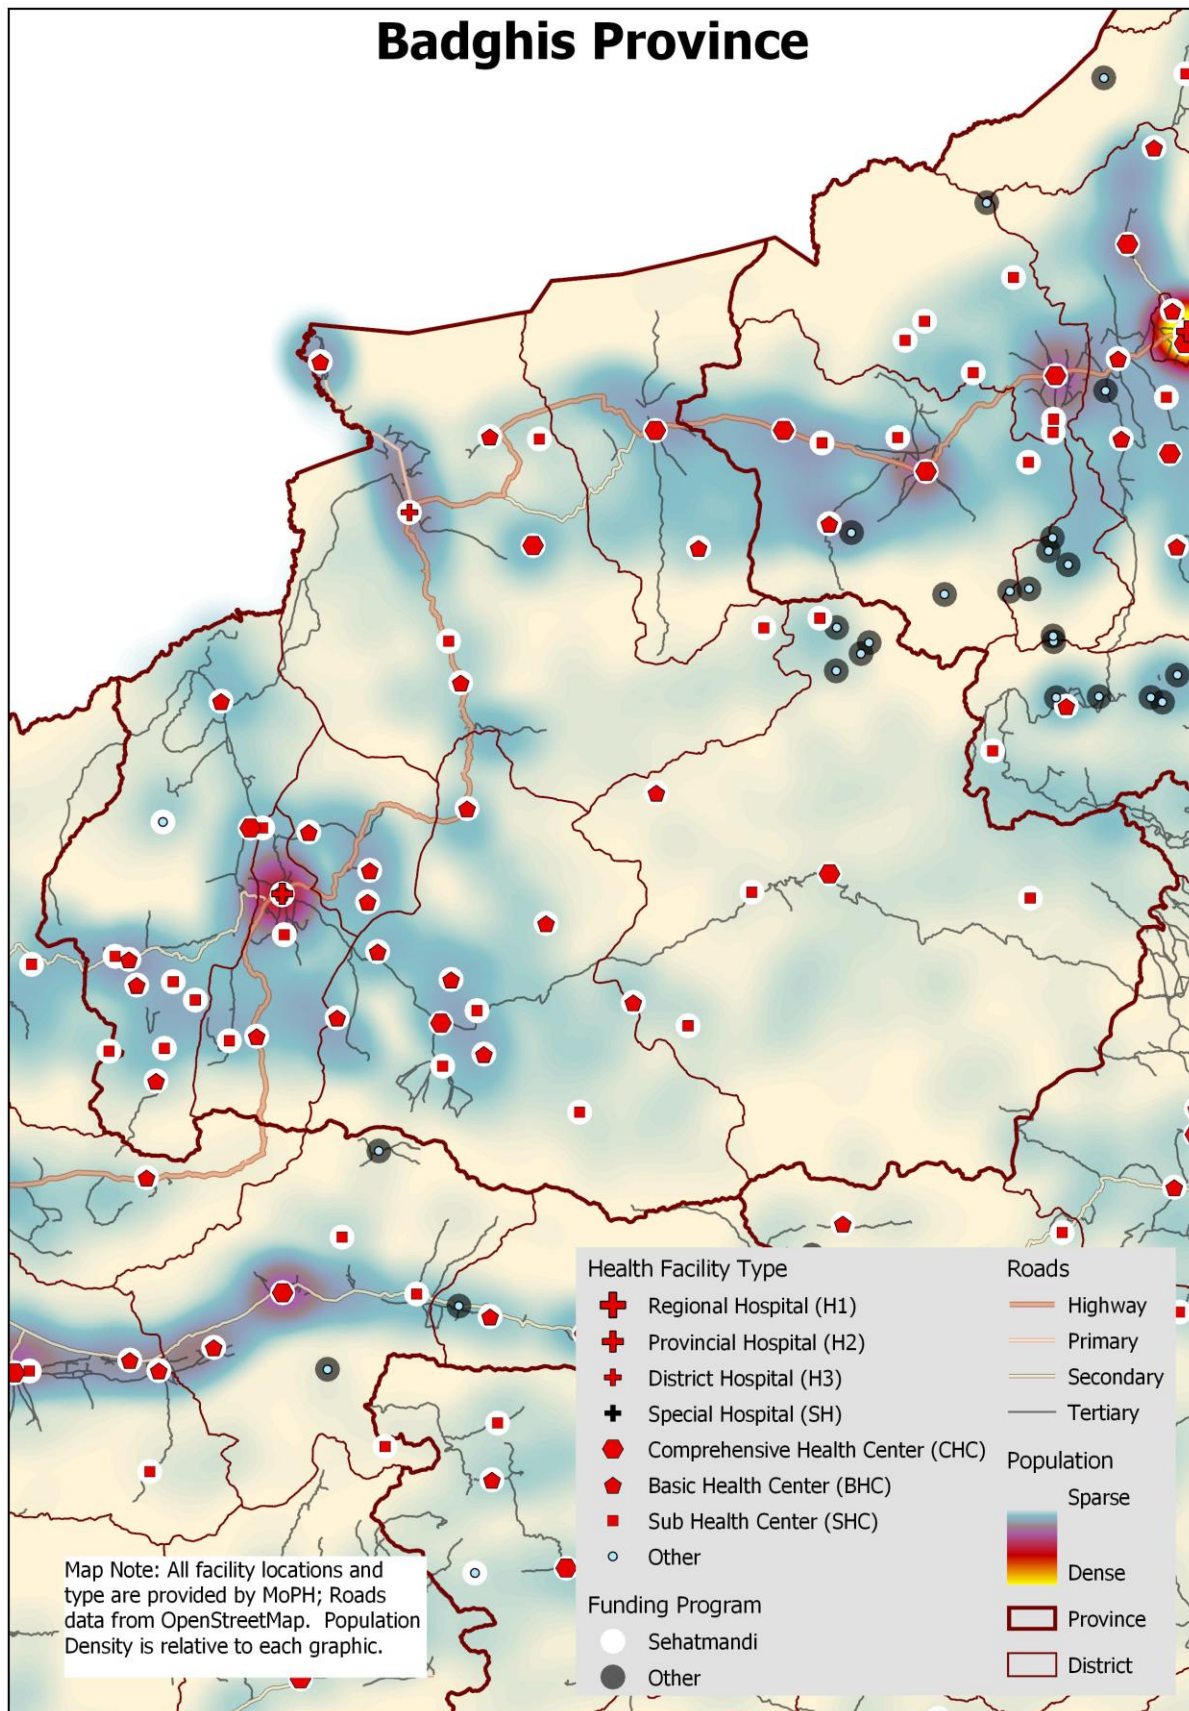 Badghis Province
Health Facility Type
Regional Hospital (H1)
Provincial Hospital (H2)
District Hospital (H3)
Special Hospital (SH)
Comprehensive Health Center (CHC)
Basic Health Center (BHC)
Sub Health Center (SHC)
Other
Funding Program
Sehatmandi
Other
Roads
Highway
Primary
Secondary
Tertiary
Population
Sparse
Dense
Province
District
Map Note: All facility locations and
type are provided by MoPH; Roads
data from OpenStreetMap.  Population
Density is relative to each graphic.